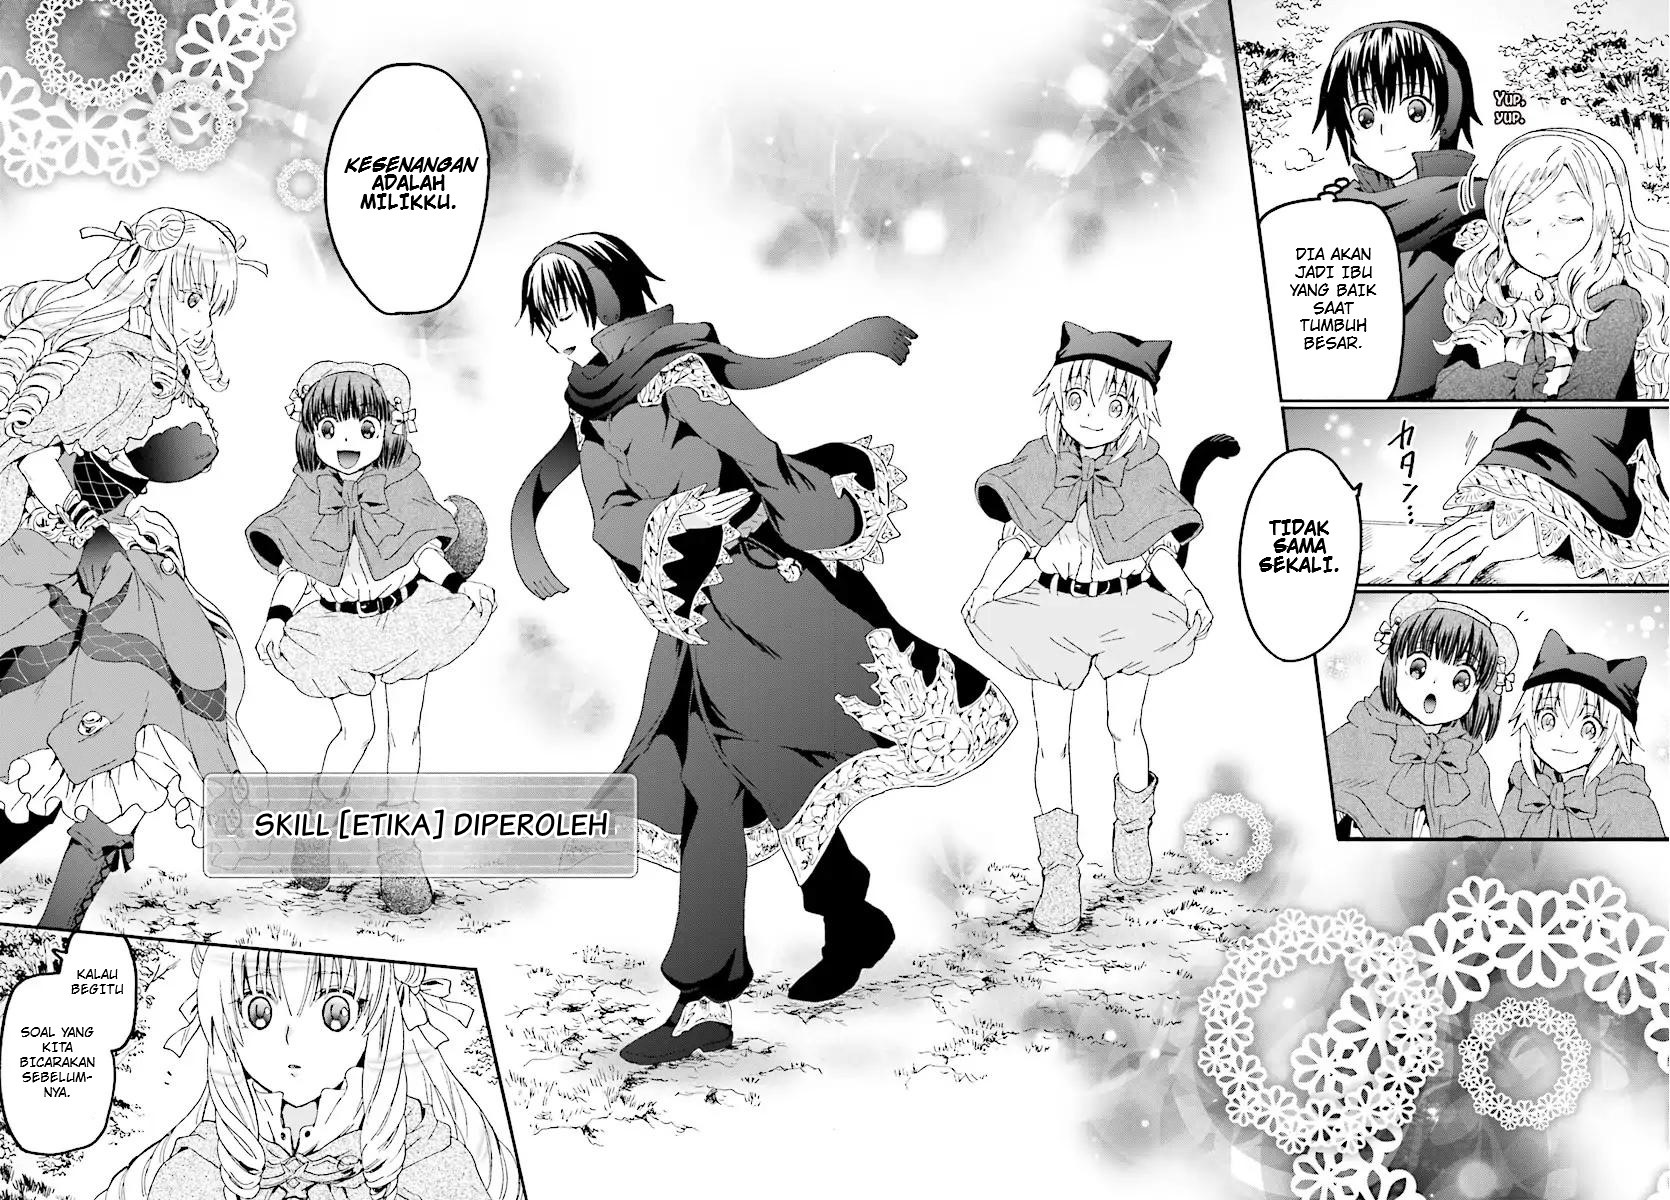 Yup,
yup.
DIA AKAN
JADI IBU
YANG BAIK
SAAT
TUMBUH
BESAR.
カタン…
TIDAK
SAMA
SEKALI.
KESENANGAN
ADALAH
MILIKKU.
SKILL [ETIKA] DIPEROLEH
KALAU
BEGITU
SOAL YANG
KITA
BICARAKAN
SEBELUM-
NYA.